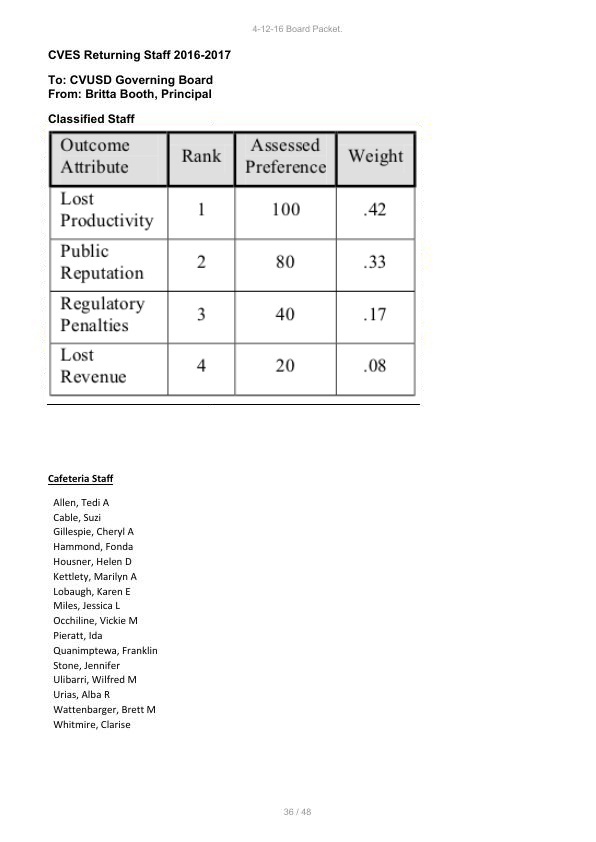 4-12-16 Board Packet.
CVES Returning Staff 2016-2017
To: CVUSD Governing Board
From: Britta Booth, Principal
Classified Staff
Outcome Attribute Rank Assessed Preference Weight
Lost Productivity 1 100 .42
Public Reputation 2 80 .33
Regulatory Penalties 3 40 .17
Lost Revenue 4 20 .08
Cafeteria Staff
Allen, Tedi A
Cable, Suzi
Gillespie, Cheryl A
Hammond, Fonda
Housner, Helen D
Kettlety, Marilyn A
Lobaugh, Karen E
Miles, Jessica L
Occhiline, Vickie M
Pieratt, Ida
Quanimptewa, Franklin
Stone, Jennifer
Ulibarri, Wilfred M
Urias, Alba R
Wattenbarger, Brett M
Whitmire, Clarise
36 / 48